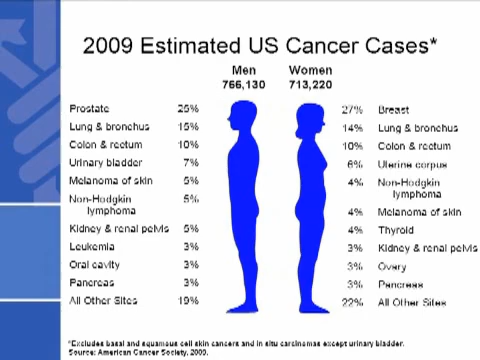 2009 Estimated US Cancer Cases*
Men
766,130
Women
713,220
Prostate 25%
Lung & bronchus 15%
Colon & rectum 10%
Urinary bladder 7%
Melanoma of skin 5%
Non-Hodgkin 5%
lymphoma
Kidney & renal pelvis 5%
Leukemia 3%
Oral cavity 3%
Pancreas 3%
All Other Sites 19%
27% Breast
14% Lung & bronchus
10% Colon & rectum
6% Uterine corpus
4% Non-Hodgkin
lymphoma
4% Melanoma of skin
4% Thyroid
3% Kidney & renal pelvis
3% Ovary
3% Pancreas
22% All Other Sites
*Excludes basal and squamous cell skin cancers and in situ carcinomas except urinary bladder.
Source: American Cancer Society, 2009.